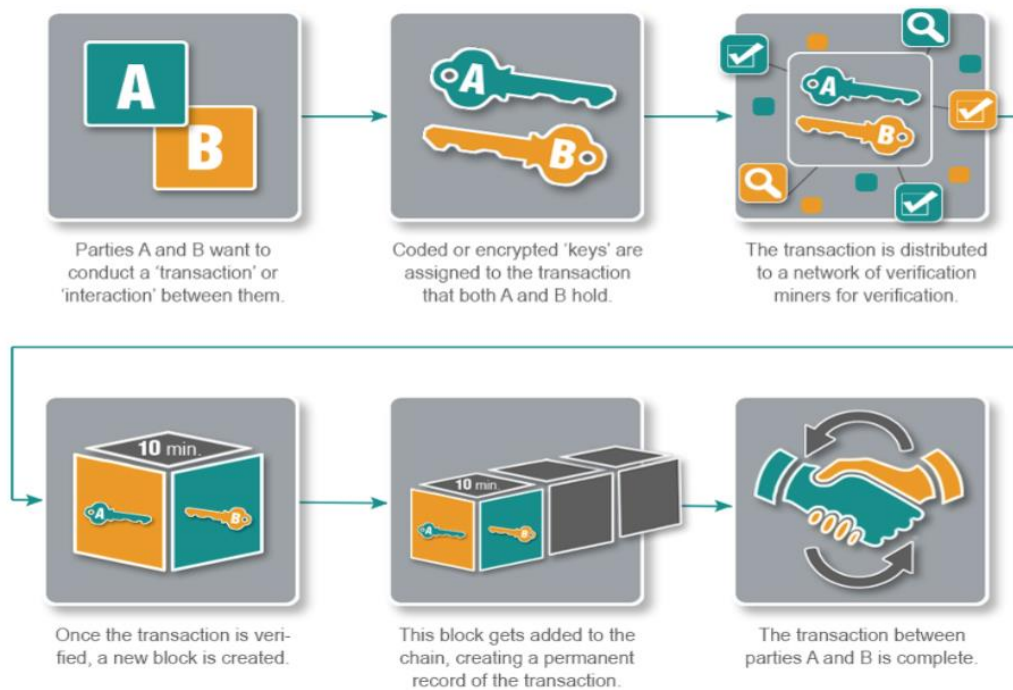 A
B
A
B
A
B
Parties A and B want to
conduct a ‘transaction’ or
‘interaction’ between them.
Coded or encrypted ‘keys’ are
assigned to the transaction
that both A and B hold.
The transaction is distributed
to a network of verification
miners for verification.
10 min.
A
B
10 min.
A
B
Once the transaction is veri-
fied, a new block is created.
This block gets added to the
chain, creating a permanent
record of the transaction.
The transaction between
parties A and B is complete.